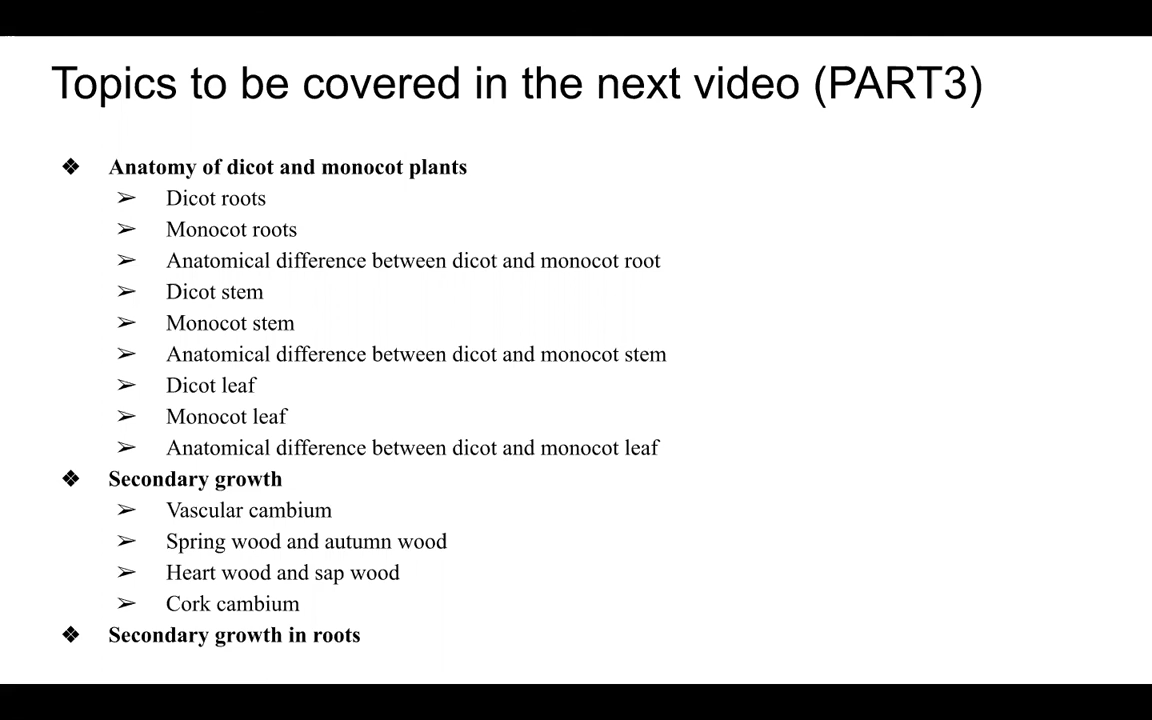 Topics to be covered in the next video (PART3)
❖ Anatomy of dicot and monocot plants
➢ Dicot roots
➢ Monocot roots
➢ Anatomical difference between dicot and monocot root
➢ Dicot stem
➢ Monocot stem
➢ Anatomical difference between dicot and monocot stem
➢ Dicot leaf
➢ Monocot leaf
➢ Anatomical difference between dicot and monocot leaf
❖ Secondary growth
➢ Vascular cambium
➢ Spring wood and autumn wood
➢ Heart wood and sap wood
➢ Cork cambium
❖ Secondary growth in roots